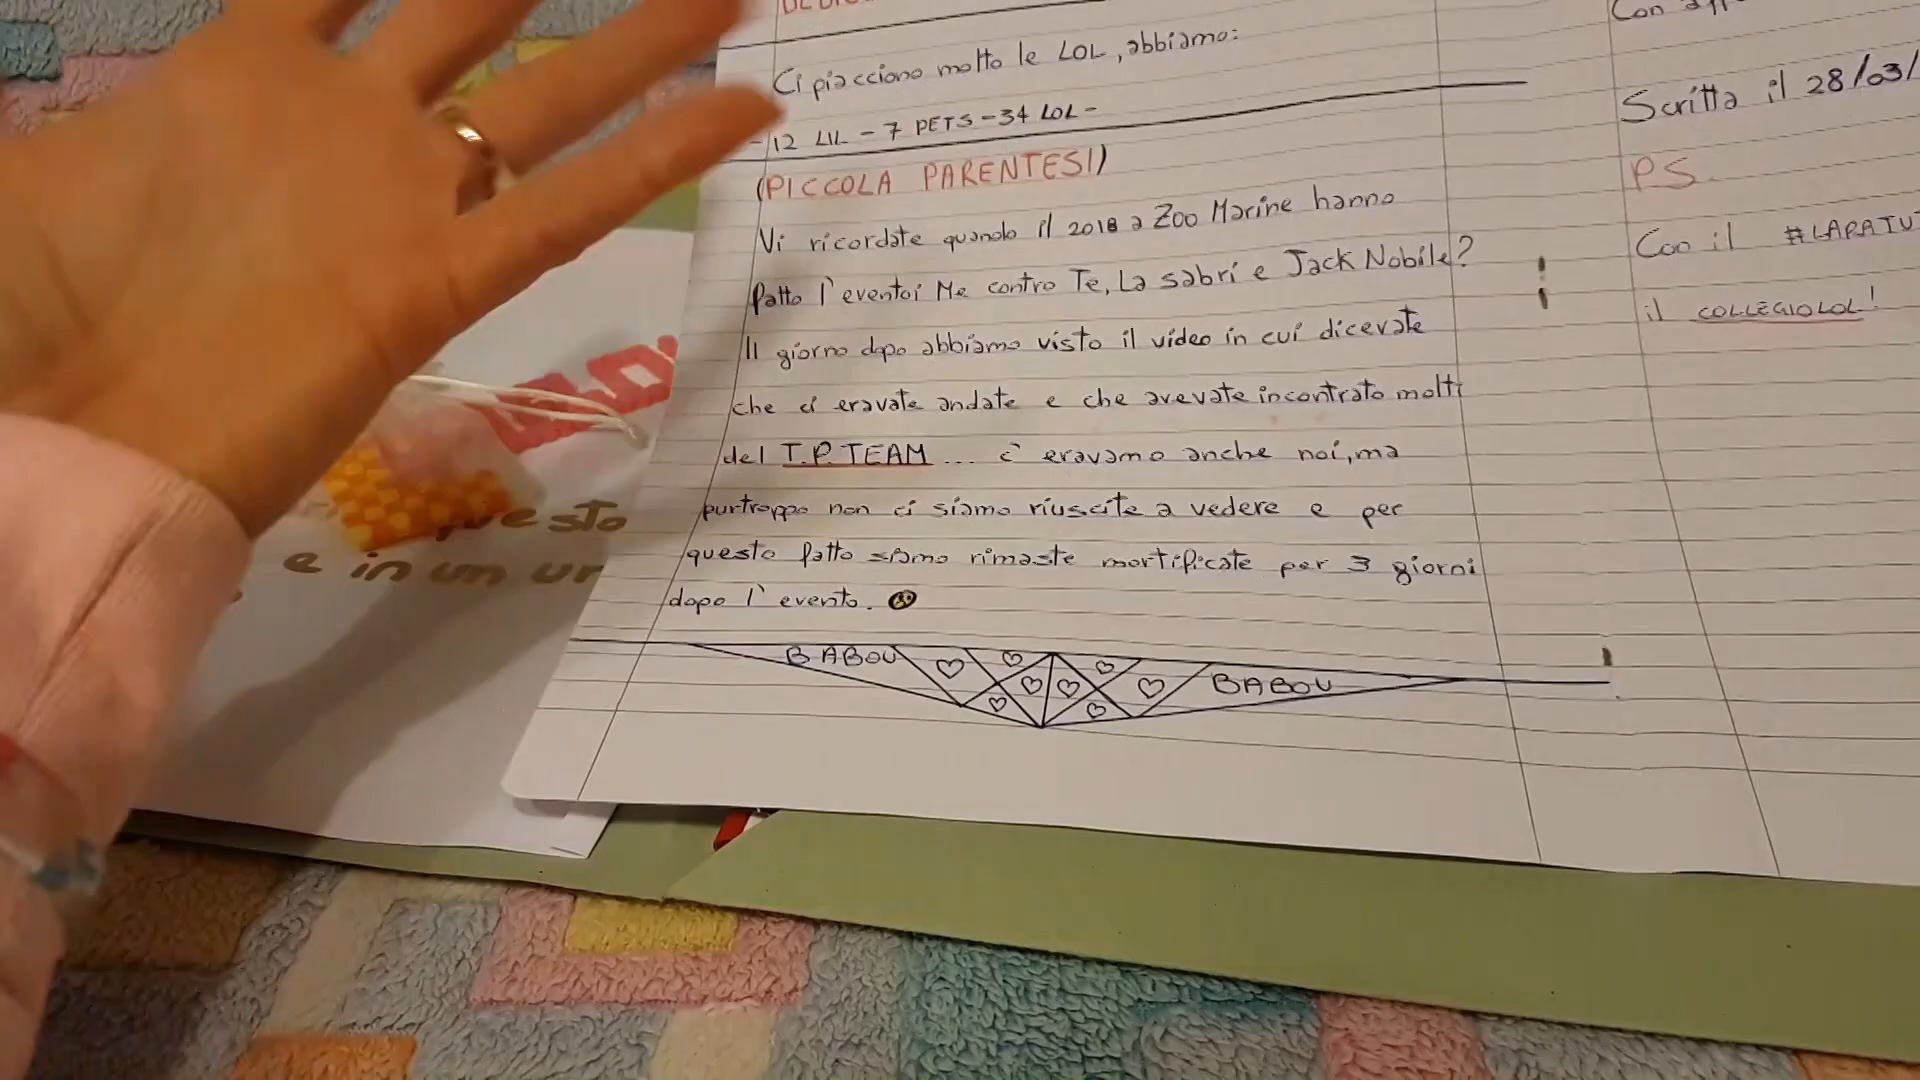 Ci piacciono molto le LOL, abbiamo:
- 12 LIL - 7 PETS - 34 LOL -
(PICCOLA PARENTESI)
Vi ricordate quando il 2018 a Zoo Marine hanno
fatto l'eventoi Me contro Te, La sabri e Jack Nobile?
Il giorno dopo abbiamo visto il video in cui dicevate
che ci eravate andate e che avevate incontrato molti
del T.P. TEAM... c'eravamo anche noi, ma
purtroppo non ci siamo riuscite a vedere e per
questo fatto siamo rimaste mortificate per 3 giorni
dopo l'evento.
BABOU BABOU
Con
Scritta il 28/03/
P.S.
Con il
il COLLEGIOLOL!
questo
e in un